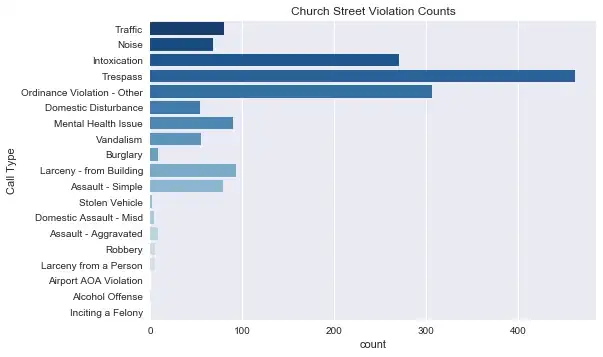 Church Street Violation Counts
Traffic
Noise
Intoxication
Trespass
Ordinance Violation - Other
Domestic Disturbance
Mental Health Issue
Vandalism
Burglary
Larceny - from Building
Assault - Simple
Stolen Vehicle
Domestic Assault - Misd
Assault - Aggravated
Robbery
Larceny from a Person
Airport AOA Violation
Alcohol Offense
Inciting a Felony
Call Type
0 100 200 300 400
count